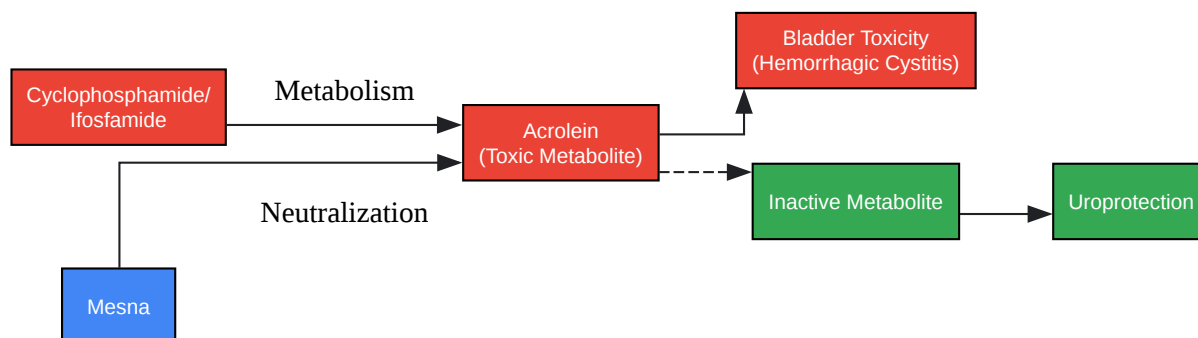 Bladder Toxicity
(Hemorrhagic Cystitis)
Cyclophosphamide/
Ifosfamide
Metabolism
Acrolein
(Toxic Metabolite)
Neutralization
Inactive Metabolite
Uroprotection
Mesna